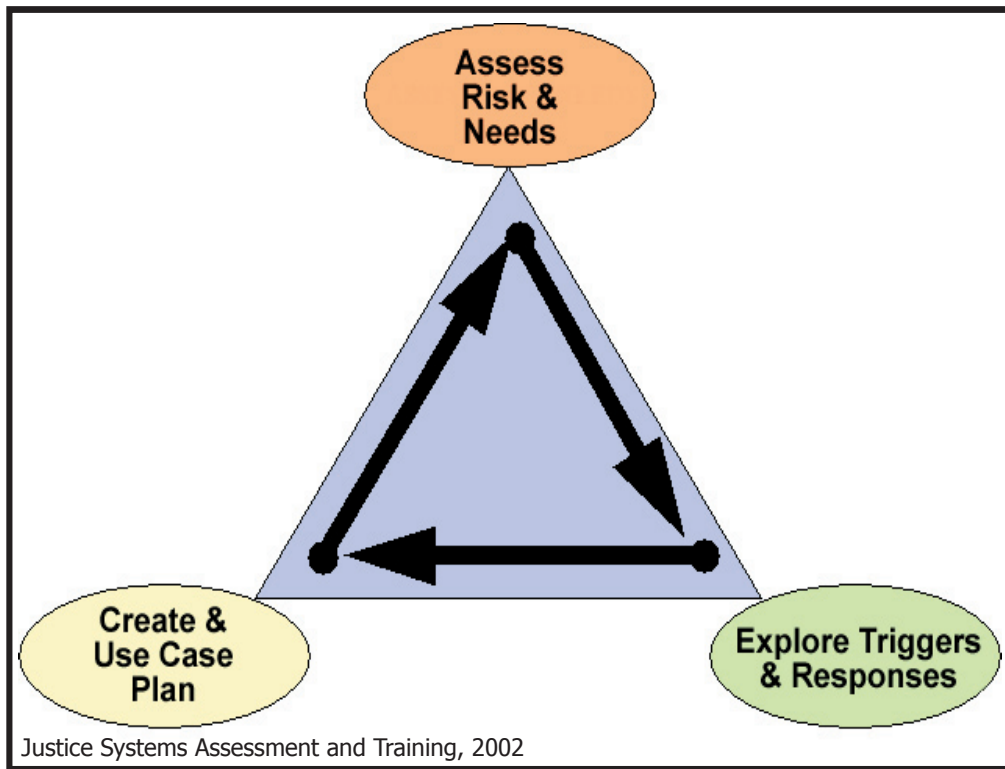 Assess
Risk &
Needs
Create &
Use Case
Plan
Explore Triggers
& Responses
Justice Systems Assessment and Training, 2002